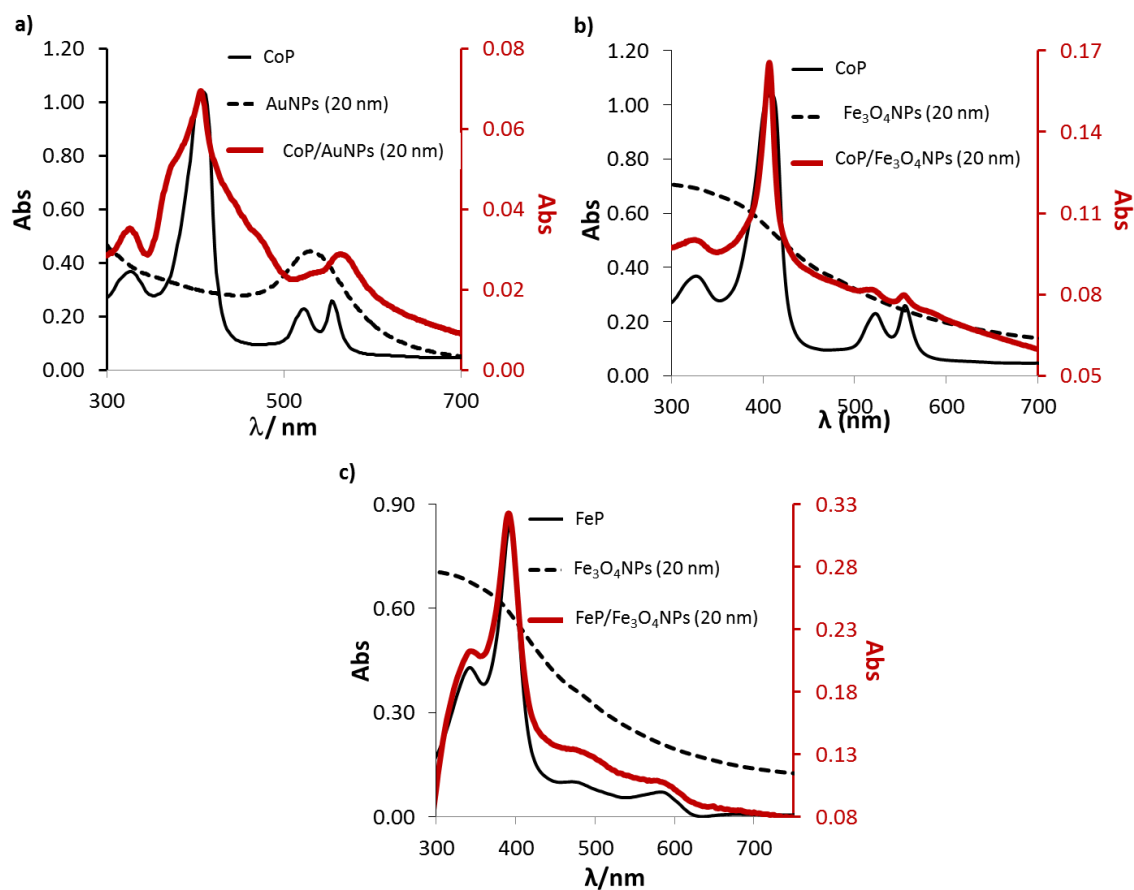 a)
1.20
1.00
0.80
0.60
0.40
0.20
0.00
Abs
300
500
700
λ/ nm
0.08
0.06
0.04
0.02
0.00
Abs
CoP
AuNPs (20 nm)
CoP/AuNPs (20 nm)
b)
1.20
1.00
0.80
0.60
0.40
0.20
0.00
Abs
300
400
500
600
700
λ (nm)
0.17
0.14
0.11
0.08
0.05
Abs
CoP
Fe₃O₄NPs (20 nm)
CoP/Fe₃O₄NPs (20 nm)
c)
0.90
0.60
0.30
0.00
Abs
300
400
500
600
700
λ/nm
0.33
0.28
0.23
0.18
0.13
0.08
Abs
FeP
Fe₃O₄NPs (20 nm)
FeP/Fe₃O₄NPs (20 nm)